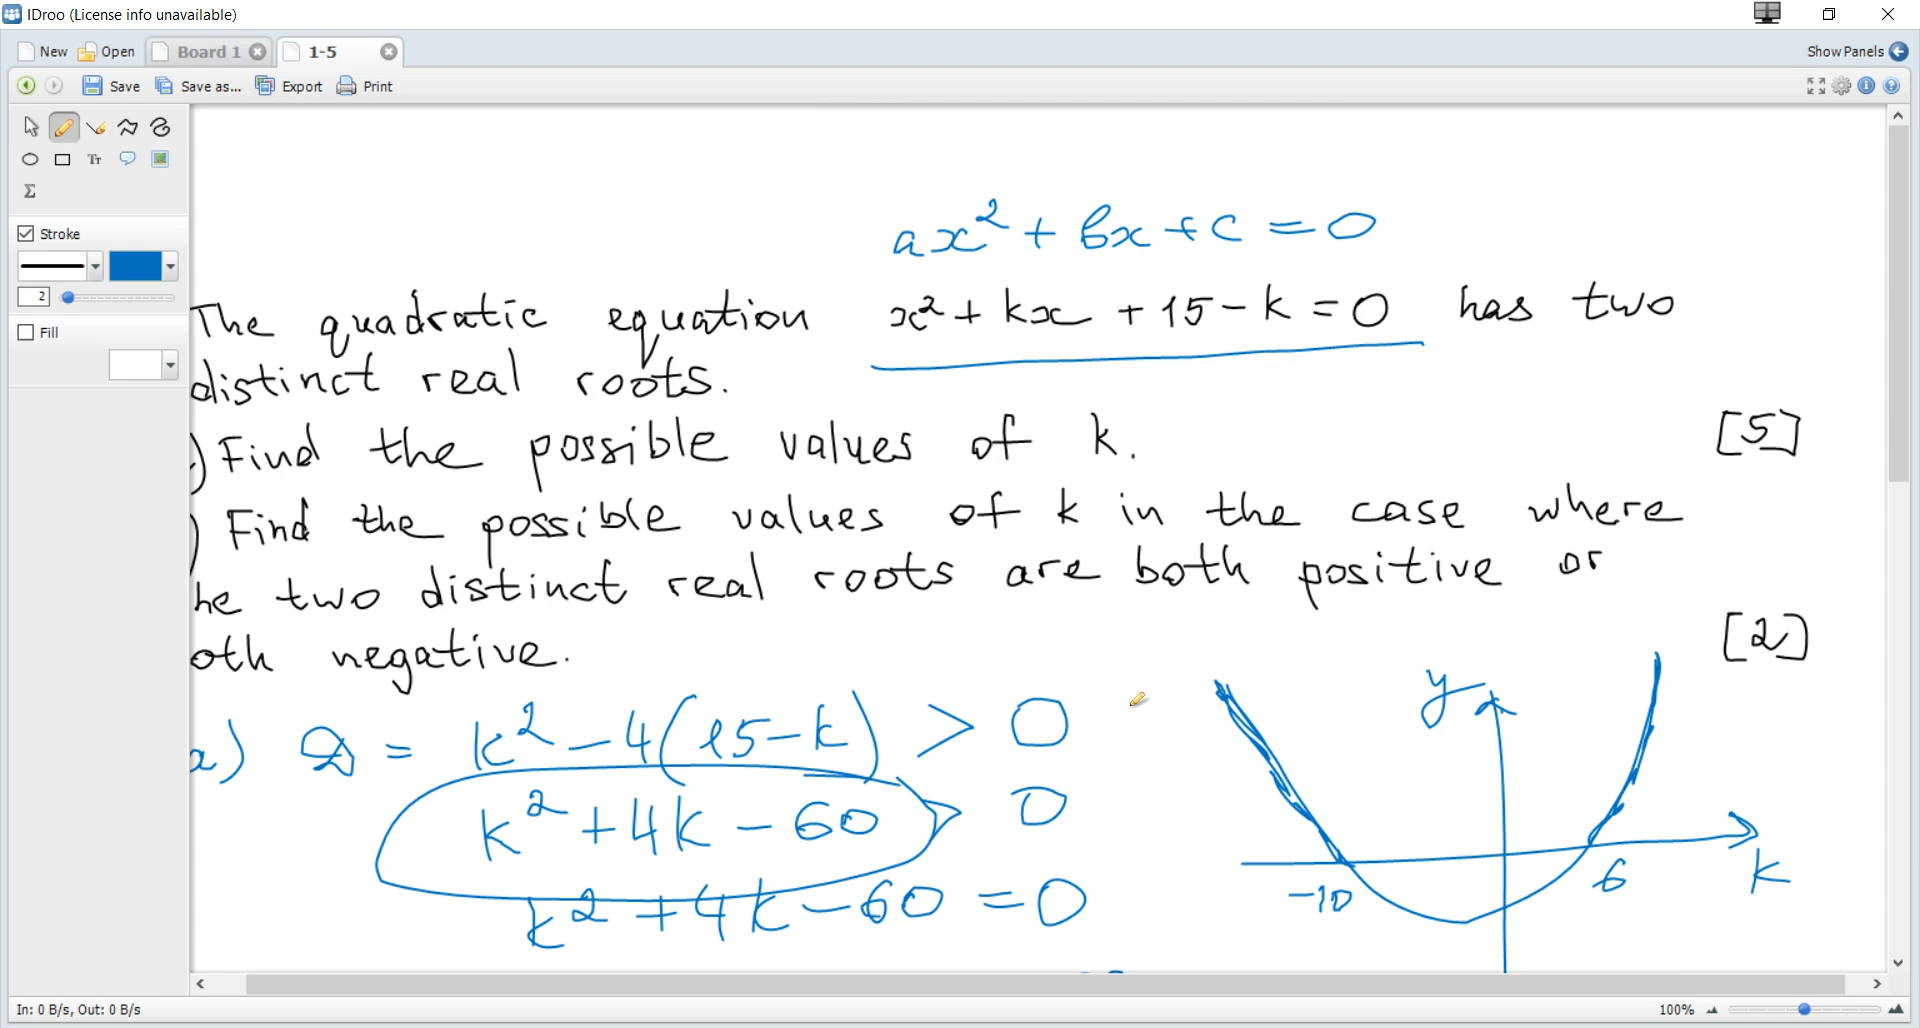 IDroo (License info unavailable)
New Open Board 1 1-5 Show Panels
Save Save as... Export Print
Tт
Σ
Stroke
2
Fill
ax² + bx + c = 0
The quadratic equation x² + kx + 15 - k = 0 has two
distinct real roots.
) Find the possible values of k. [5]
) Find the possible values of k in the case where
he two distinct real roots are both positive or
oth negative. [2]
a) D = k² - 4(15 - k) > 0
k² + 4k - 60 > 0
k² + 4k - 60 = 0
y
-10 6 k
In: 0 B/s, Out: 0 B/s 100%